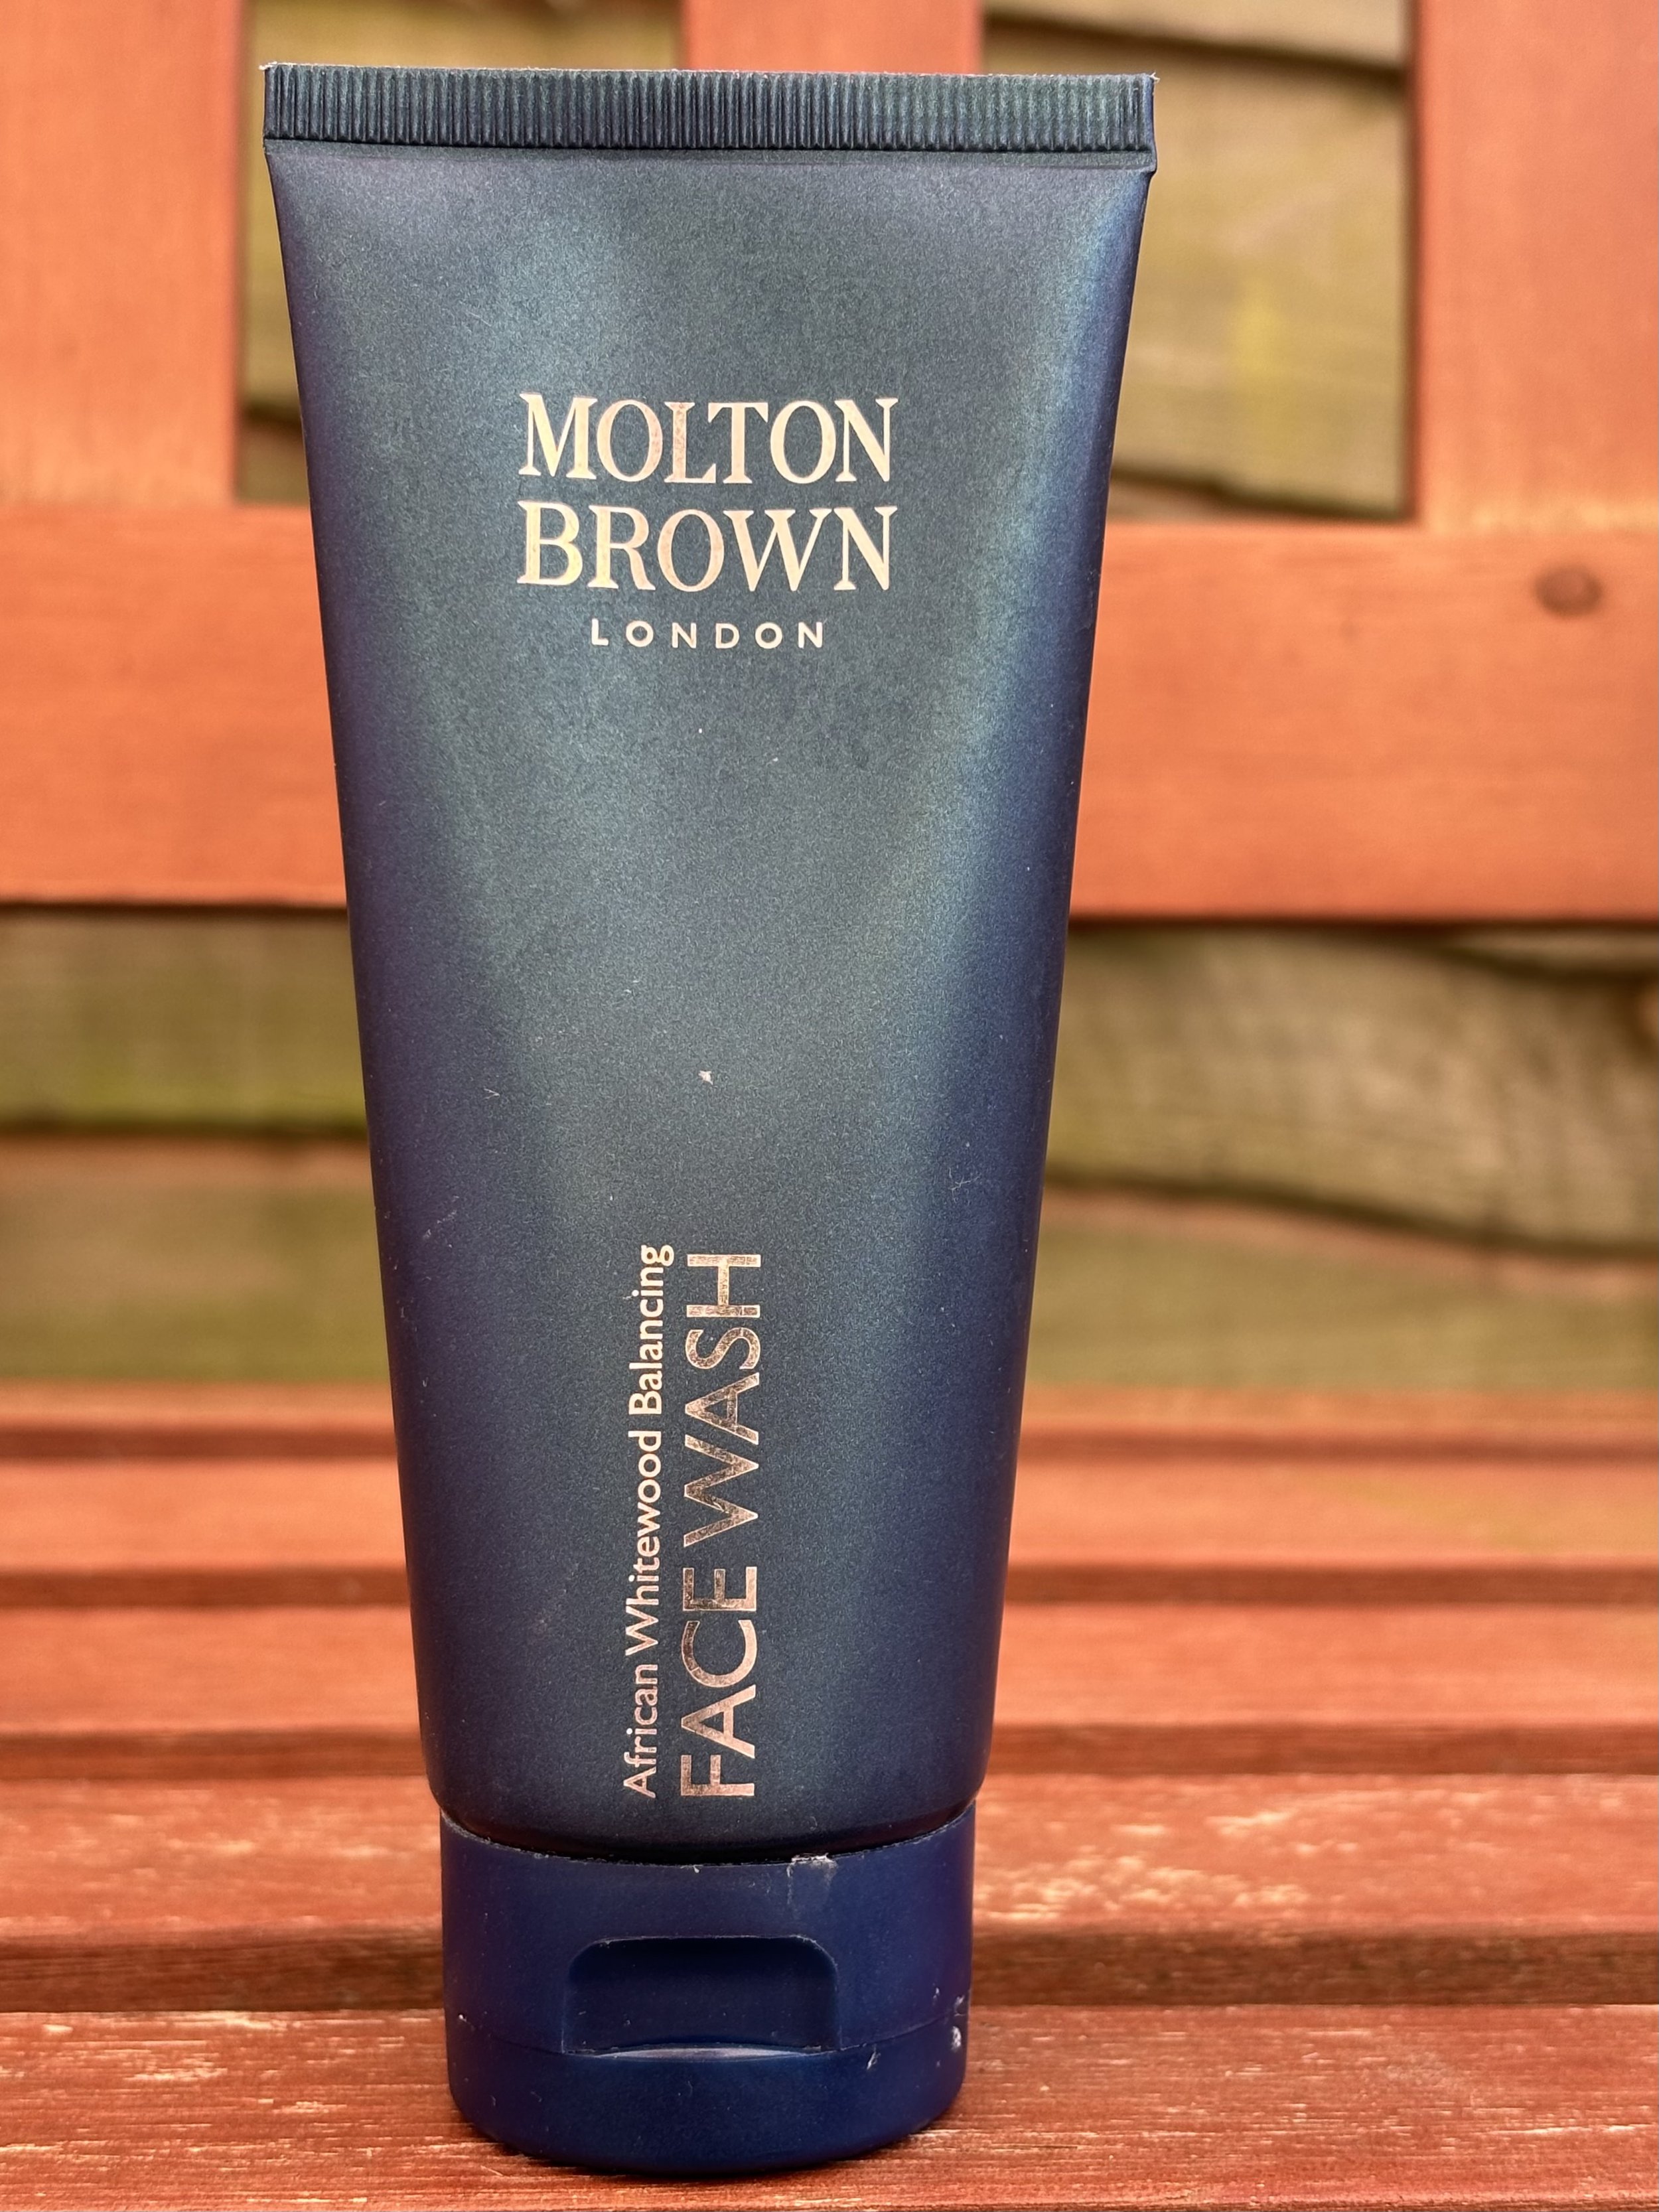 MOLTON
BROWN
LONDON
African Whitewood Balancing
FACE WASH